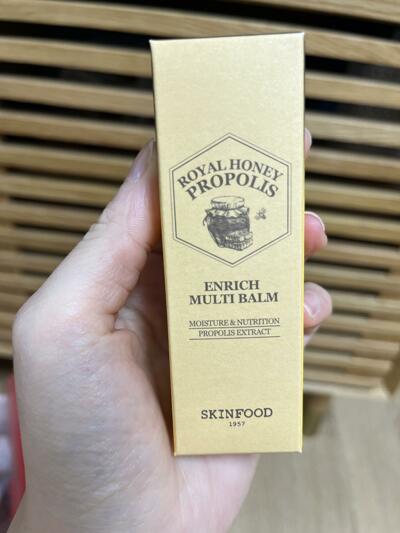 ROYAL HONEY
PROPOLIS
ENRICH
MULTI BALM
MOISTURE & NUTRITION
PROPOLIS EXTRACT
SKINFOOD
1957